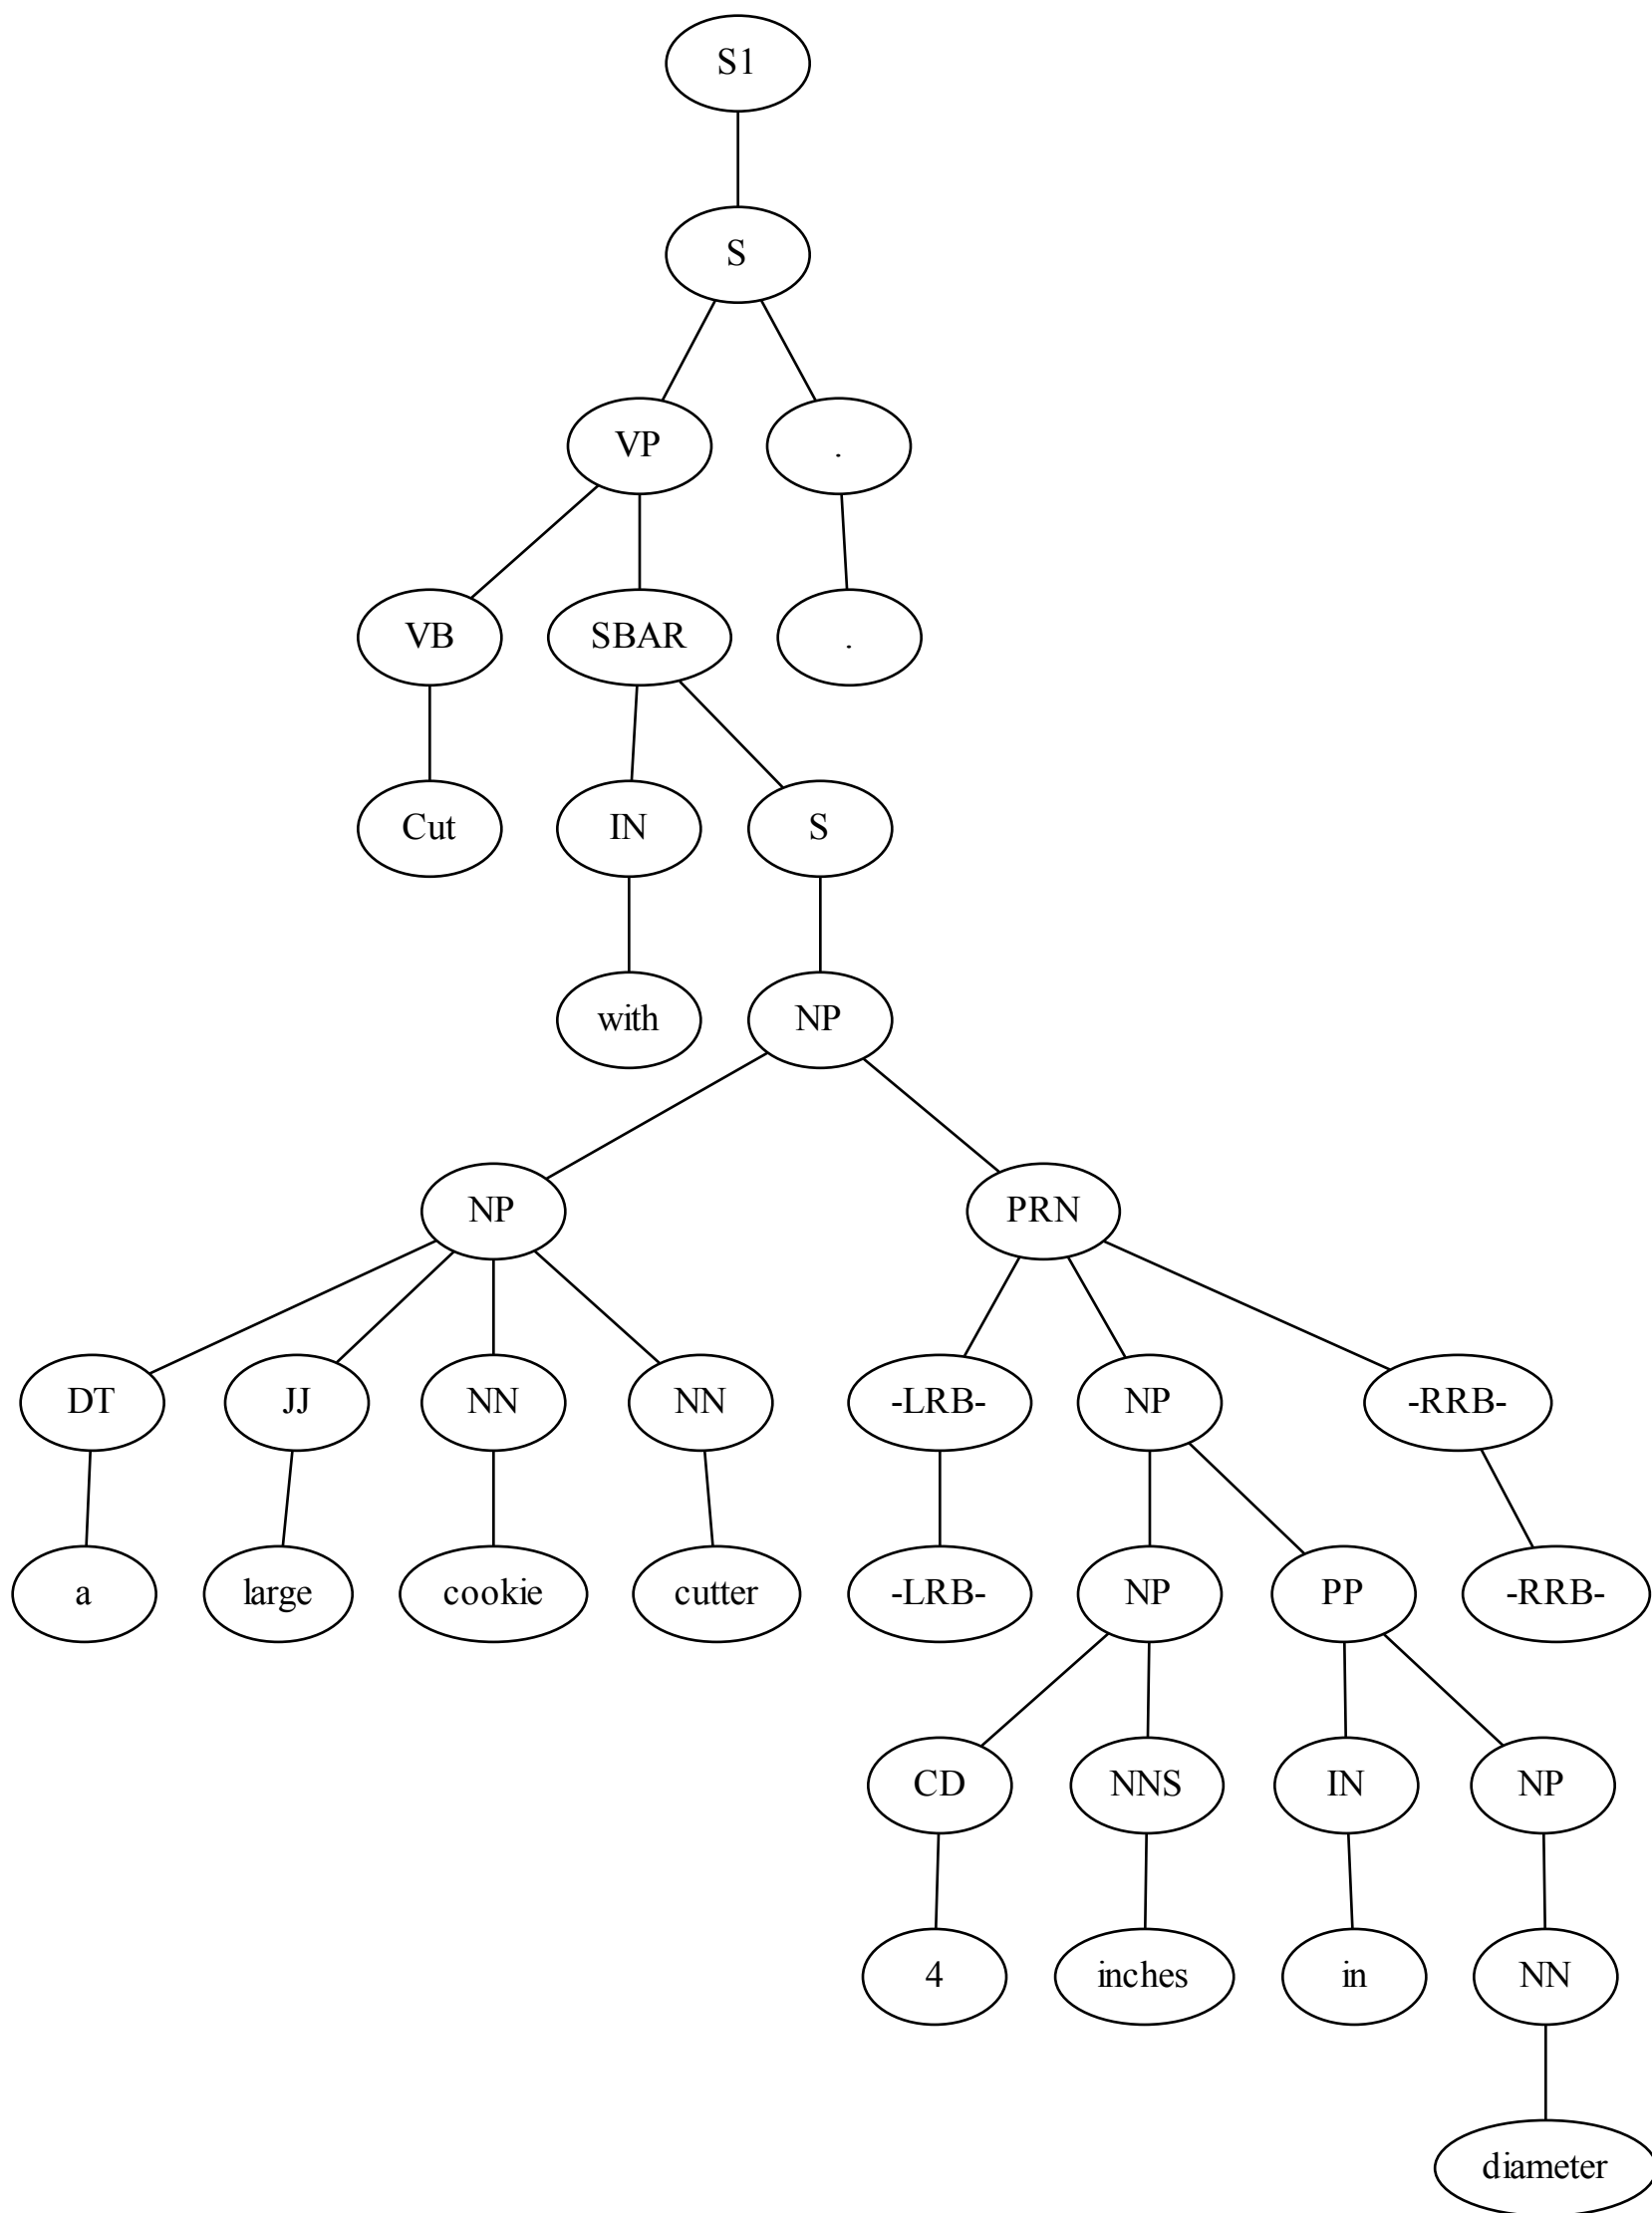 S1
S
VP .
VB SBAR .
Cut IN S
with NP
NP PRN
DT JJ NN NN -LRB- NP -RRB-
a large cookie cutter -LRB- NP PP -RRB-
CD NNS IN NP
4 inches in NN
diameter